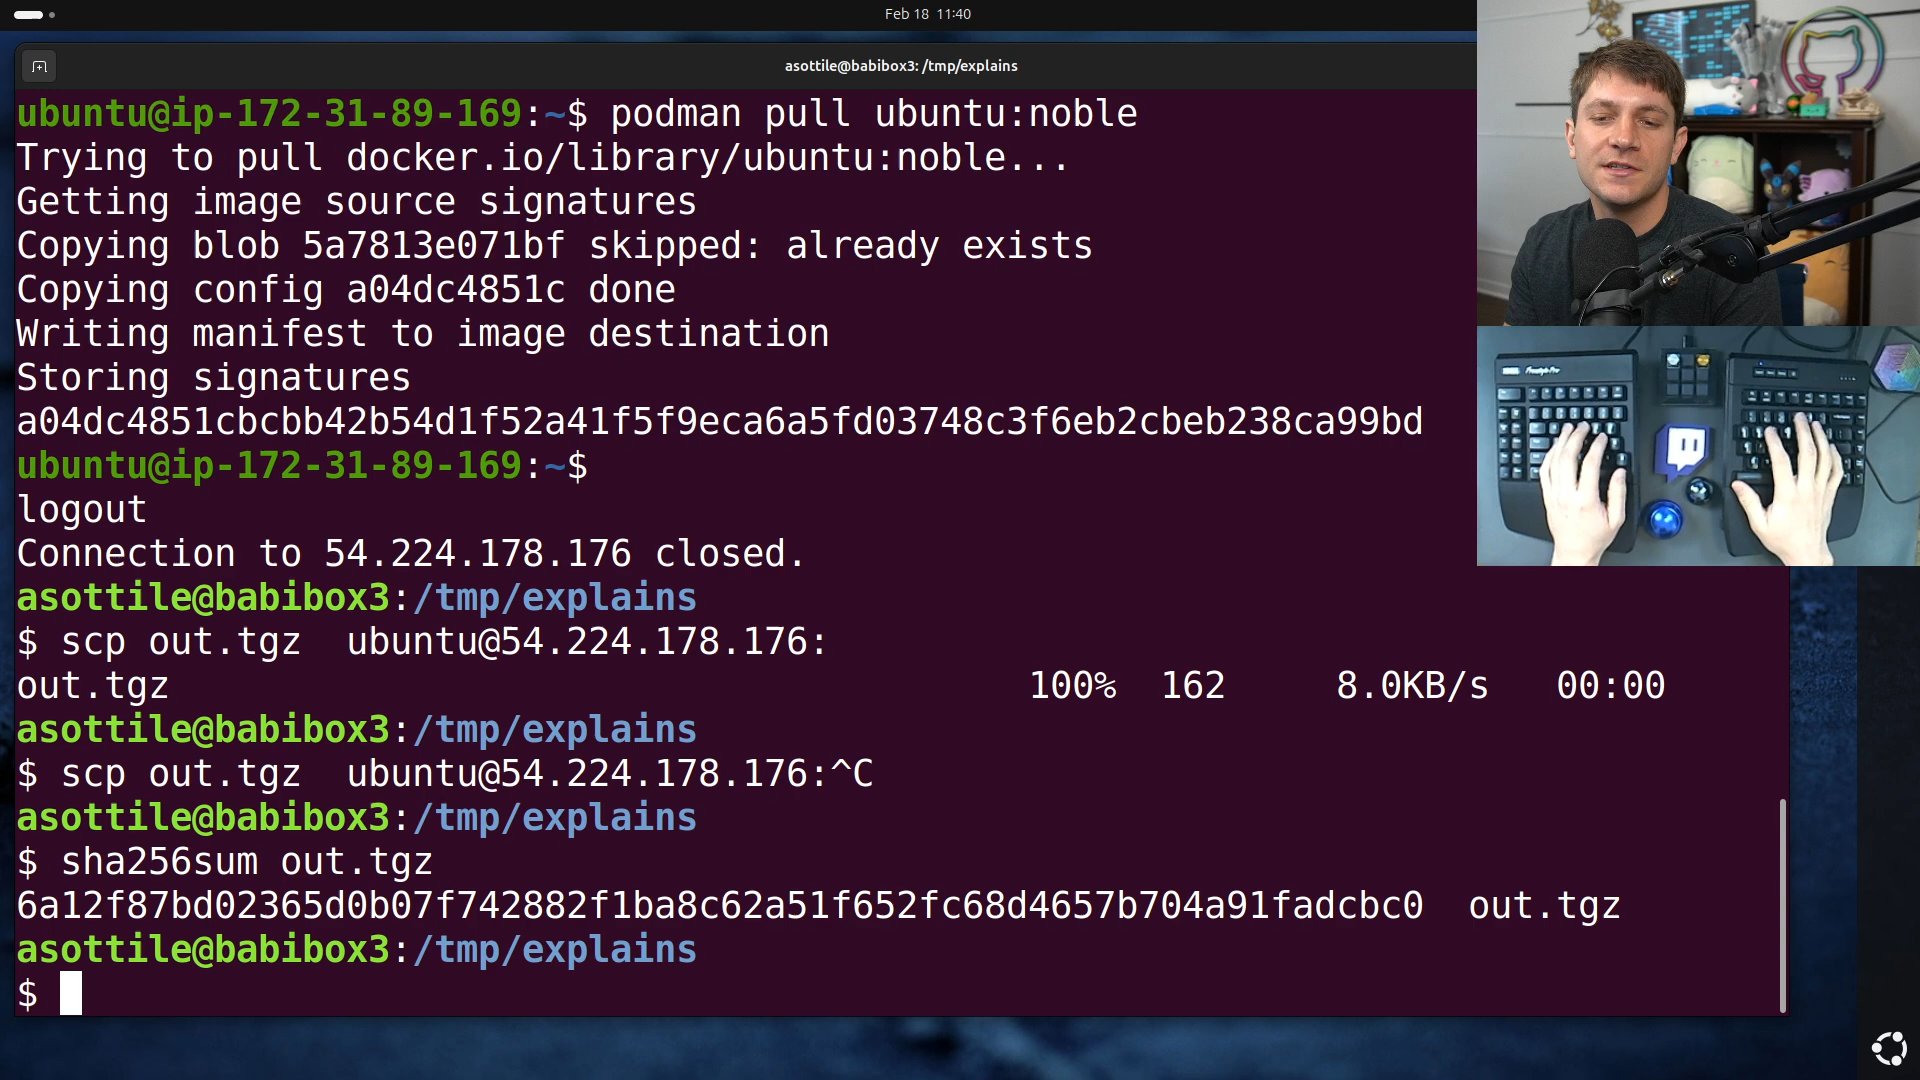 Feb 18 11:40
asottile@babibox3: /tmp/explains
ubuntu@ip-172-31-89-169:~$ podman pull ubuntu:noble
Trying to pull docker.io/library/ubuntu:noble...
Getting image source signatures
Copying blob 5a7813e071bf skipped: already exists
Copying config a04dc4851c done
Writing manifest to image destination
Storing signatures
a04dc4851cbcbb42b54d1f52a41f5f9eca6a5fd03748c3f6eb2cbeb238ca99bd
ubuntu@ip-172-31-89-169:~$
logout
Connection to 54.224.178.176 closed.
asottile@babibox3:/tmp/explains
$ scp out.tgz  ubuntu@54.224.178.176:
out.tgz 100% 162 8.0KB/s 00:00
asottile@babibox3:/tmp/explains
$ scp out.tgz  ubuntu@54.224.178.176:^C
asottile@babibox3:/tmp/explains
$ sha256sum out.tgz
6a12f87bd02365d0b07f742882f1ba8c62a51f652fc68d4657b704a91fadcbc0  out.tgz
asottile@babibox3:/tmp/explains
$
Freestyle Pro